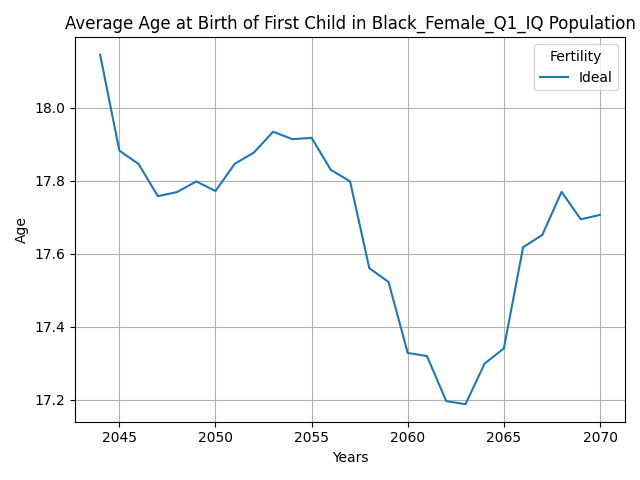 Average Age at Birth of First Child in Black_Female_Q1_IQ Population
Fertility
Ideal
Age
18.0
17.8
17.6
17.4
17.2
2045 2050 2055 2060 2065 2070
Years